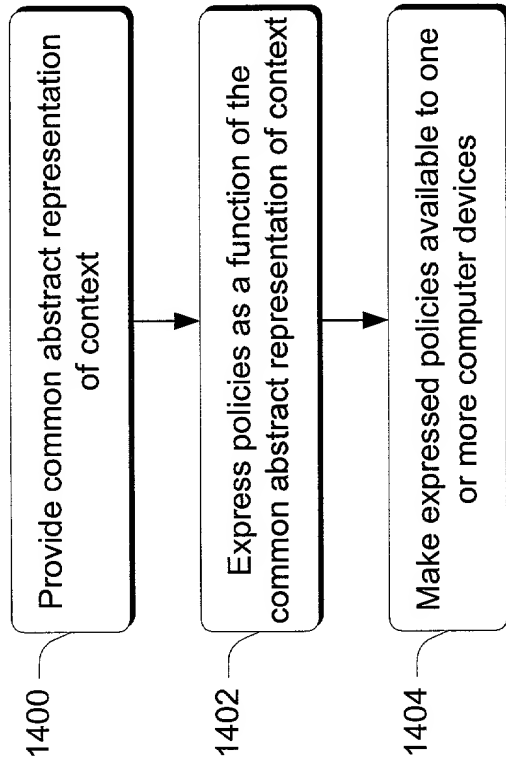 1400
Provide common abstract representation
of context
1402
Express policies as a function of the
common abstract representation of context
1404
Make expressed policies available to one
or more computer devices